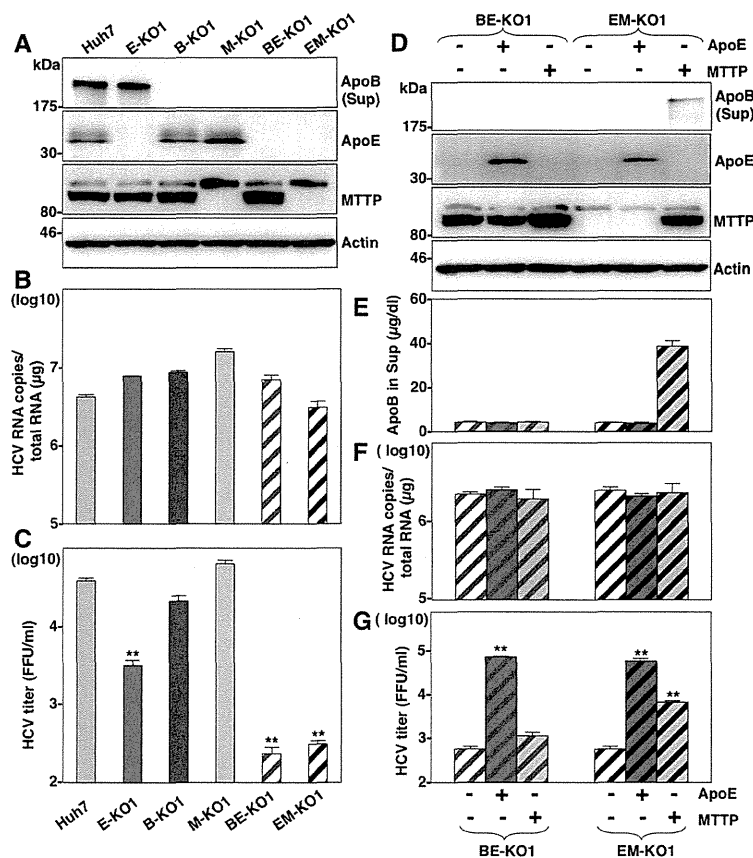 A
Huh7 E-KO1 B-KO1 M-KO1 BE-KO1 EM-KO1
kDa
175
ApoB
(Sup)
30
ApoE
80
MTTP
46
Actin
B
(log10)
HCV RNA copies/
total RNA (µg)
7
6
5
C
(log10)
HCV titer (FFU/ml)
4
3
2
**
** **
Huh7 E-KO1 B-KO1 M-KO1 BE-KO1 EM-KO1
D
BE-KO1 EM-KO1
- + - - + - ApoE
- - + - - + MTTP
kDa
175
ApoB
(Sup)
30
ApoE
80
MTTP
46
Actin
E
ApoB in Sup (µg/dl)
60
40
20
0
F
( log10)
HCV RNA copies/
total RNA (µg)
6
5
G
( log10)
HCV titer (FFU/ml)
5
4
3
2
** ** **
- + - - + - ApoE
- - + - - + MTTP
BE-KO1 EM-KO1